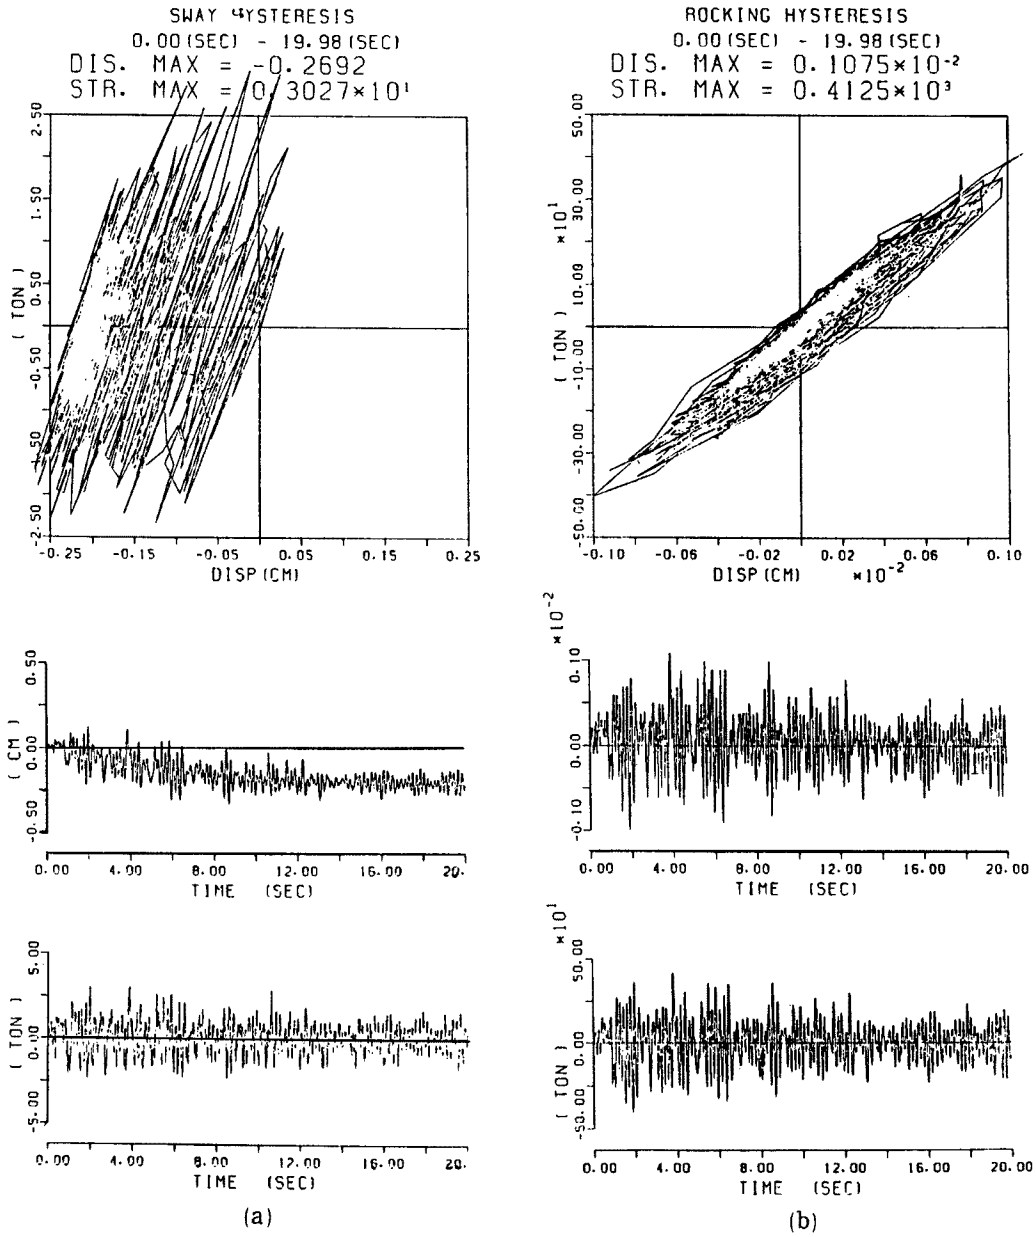 SWAY HYSTERESIS
0.00(SEC) - 19.98(SEC)
DIS. MAX = -0.2692
STR. MAX = 0.3027*10¹
2.50
1.50
0.50
-0.50
-2.50
( TON )
-0.25 -0.15 -0.05 0.05 0.15 0.25
DISP(CM)
0.50
0.00
-0.50
( CM )
0.00 4.00 8.00 12.00 16.00 20.
TIME (SEC)
5.00
0.00
-5.00
( TON )
0.00 4.00 8.00 12.00 16.00 20.
TIME (SEC)
(a)
ROCKING HYSTERESIS
0.00(SEC) - 19.98(SEC)
DIS. MAX = 0.1075*10⁻²
STR. MAX = 0.4125*10³
*10¹
50.00
30.00
10.00
-10.00
-30.00
-50.00
( TON )
-0.10 -0.06 -0.02 0.02 0.06 0.10
DISP(CM) *10⁻²
*10⁻²
0.10
0.00
-0.10
0.00 4.00 8.00 12.00 16.00 20.00
TIME (SEC)
*10¹
50.00
0.00
-50.00
( TON )
0.00 4.00 8.00 12.00 16.00 20.00
TIME (SEC)
(b)